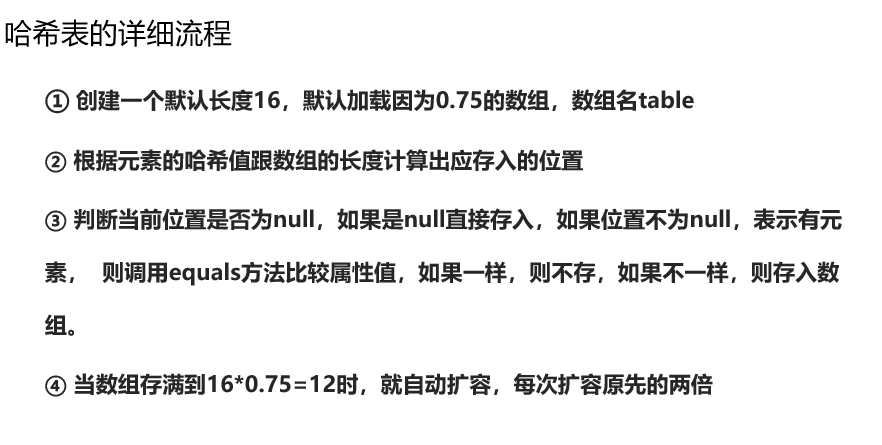 哈希表的详细流程
① 创建一个默认长度16，默认加载因为0.75的数组，数组名table
② 根据元素的哈希值跟数组的长度计算出应存入的位置
③ 判断当前位置是否为null，如果是null直接存入，如果位置不为null，表示有元
素， 则调用equals方法比较属性值，如果一样，则不存，如果不一样，则存入数
组。
④ 当数组存满到16*0.75=12时，就自动扩容，每次扩容原先的两倍